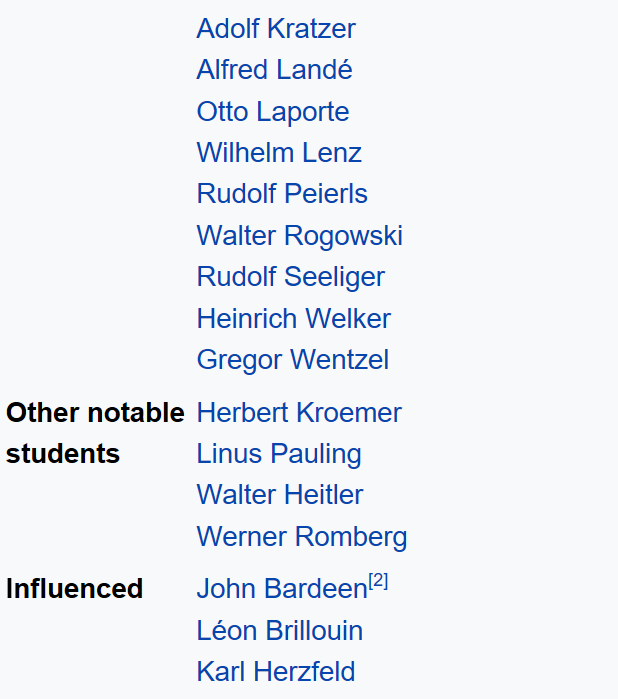 Adolf Kratzer
Alfred Landé
Otto Laporte
Wilhelm Lenz
Rudolf Peierls
Walter Rogowski
Rudolf Seeliger
Heinrich Welker
Gregor Wentzel
Other notable students
Herbert Kroemer
Linus Pauling
Walter Heitler
Werner Romberg
Influenced
John Bardeen[2]
Léon Brillouin
Karl Herzfeld